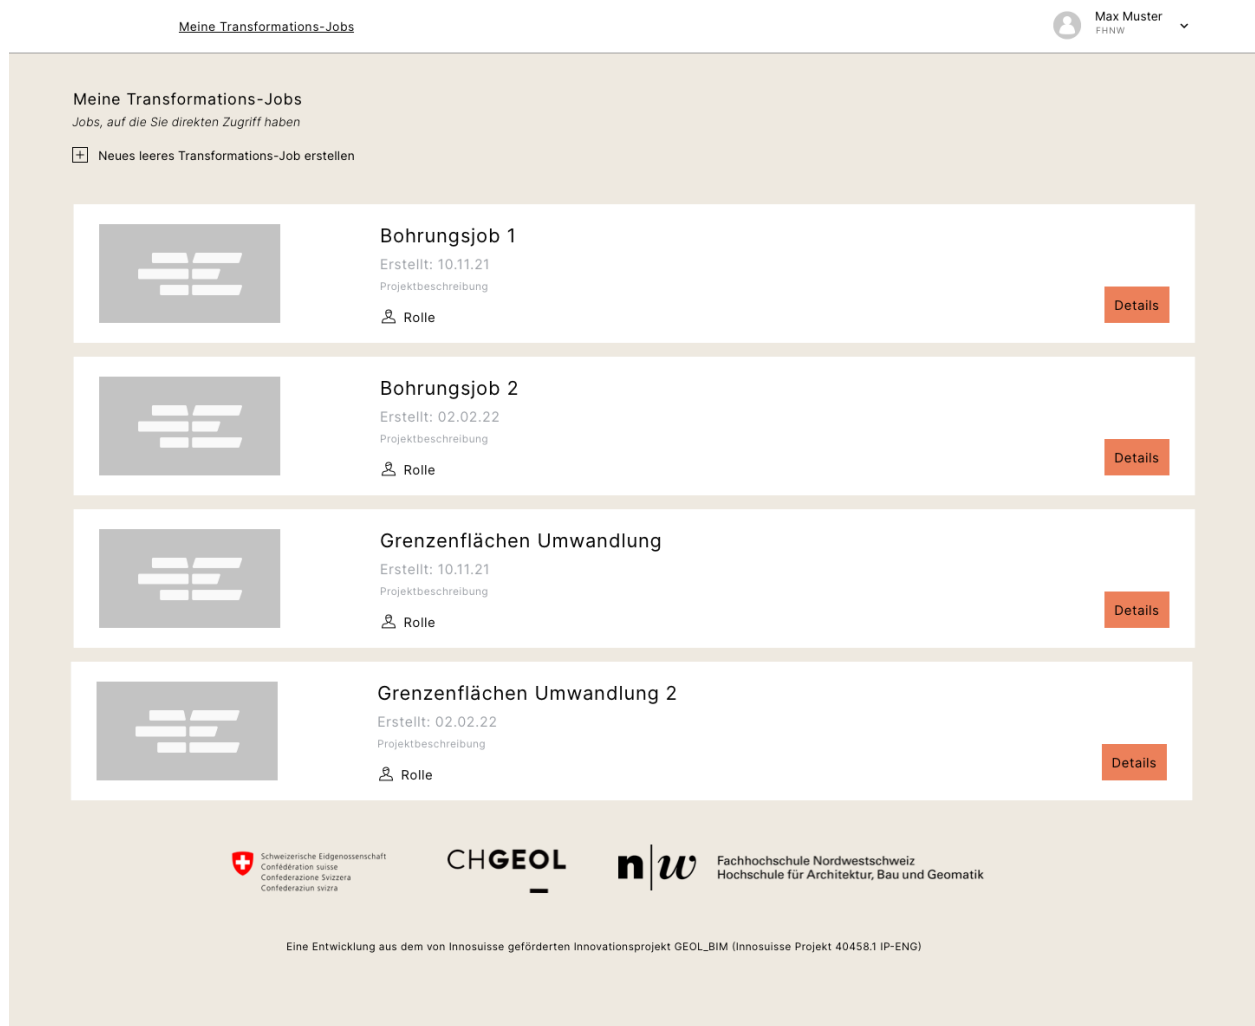 Meine Transformations-Jobs
Max Muster
FHNW
Meine Transformations-Jobs
Jobs, auf die Sie direkten Zugriff haben
Neues leeres Transformations-Job erstellen
Bohrungsjob 1
Erstellt: 10.11.21
Projektbeschreibung
Rolle
Details
Bohrungsjob 2
Erstellt: 02.02.22
Projektbeschreibung
Rolle
Details
Grenzenflächen Umwandlung
Erstellt: 10.11.21
Projektbeschreibung
Rolle
Details
Grenzenflächen Umwandlung 2
Erstellt: 02.02.22
Projektbeschreibung
Rolle
Details
Schweizerische Eidgenossenschaft
Confédération suisse
Confederazione Svizzera
Confederaziun svizra
CHGEOL
n|w
Fachhochschule Nordwestschweiz
Hochschule für Architektur, Bau und Geomatik
Eine Entwicklung aus dem von Innosuisse geförderten Innovationsprojekt GEOL_BIM (Innosuisse Projekt 40458.1 IP-ENG)